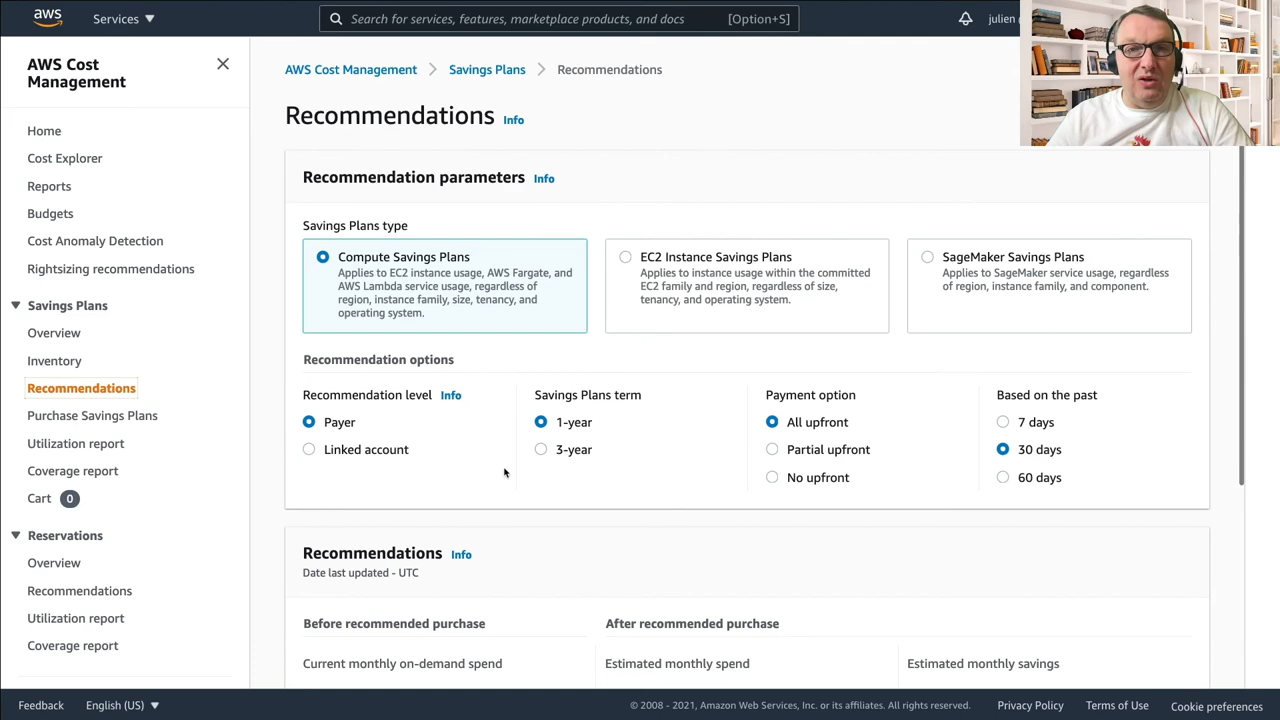 aws
Services ▼
Search for services, features, marketplace products, and docs
[Option+S]
julien
AWS Cost
Management
Home
Cost Explorer
Reports
Budgets
Cost Anomaly Detection
Rightsizing recommendations
Savings Plans
Overview
Inventory
Recommendations
Purchase Savings Plans
Utilization report
Coverage report
Cart 0
Reservations
Overview
Recommendations
Utilization report
Coverage report
AWS Cost Management > Savings Plans > Recommendations
Recommendations Info
Recommendation parameters Info
Savings Plans type
Compute Savings Plans
Applies to EC2 instance usage, AWS Fargate, and
AWS Lambda service usage, regardless of
region, instance family, size, tenancy, and
operating system.
EC2 Instance Savings Plans
Applies to instance usage within the committed
EC2 family and region, regardless of size,
tenancy, and operating system.
SageMaker Savings Plans
Applies to SageMaker service usage, regardless
of region, instance family, and component.
Recommendation options
Recommendation level Info
Payer
Linked account
Savings Plans term
1-year
3-year
Payment option
All upfront
Partial upfront
No upfront
Based on the past
7 days
30 days
60 days
Recommendations Info
Date last updated - UTC
Before recommended purchase
Current monthly on-demand spend
After recommended purchase
Estimated monthly spend
Estimated monthly savings
Feedback
English (US) ▼
© 2008 - 2021, Amazon Web Services, Inc. or its affiliates. All rights reserved.
Privacy Policy
Terms of Use
Cookie preferences